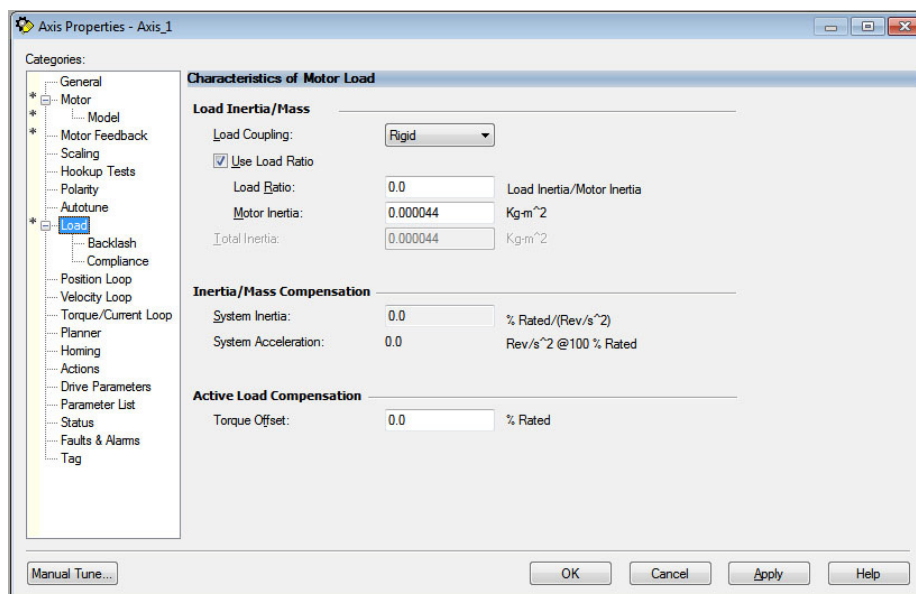 Axis Properties - Axis_1
Categories:
General
* Motor
* Model
* Motor Feedback
Scaling
Hookup Tests
Polarity
Autotune
* Load
Backlash
Compliance
Position Loop
Velocity Loop
Torque/Current Loop
Planner
Homing
Actions
Drive Parameters
Parameter List
Status
Faults & Alarms
Tag
Characteristics of Motor Load
Load Inertia/Mass
Load Coupling: Rigid
Use Load Ratio
Load Ratio: 0.0 Load Inertia/Motor Inertia
Motor Inertia: 0.000044 Kg-m^2
Total Inertia: 0.000044 Kg-m^2
Inertia/Mass Compensation
System Inertia: 0.0 % Rated/(Rev/s^2)
System Acceleration: 0.0 Rev/s^2 @100 % Rated
Active Load Compensation
Torque Offset: 0.0 % Rated
Manual Tune... OK Cancel Apply Help